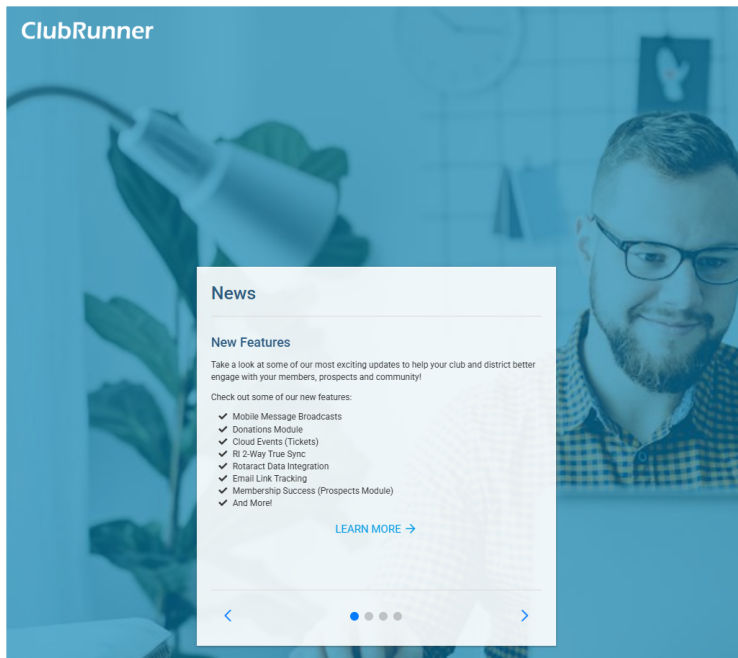 ClubRunner
News
New Features
Take a look at some of our most exciting updates to help your club and district better
engage with your members, prospects and community!
Check out some of our new features:
Mobile Message Broadcasts
Donations Module
Cloud Events (Tickets)
RI 2-Way True Sync
Rotaract Data Integration
Email Link Tracking
Membership Success (Prospects Module)
And More!
LEARN MORE →